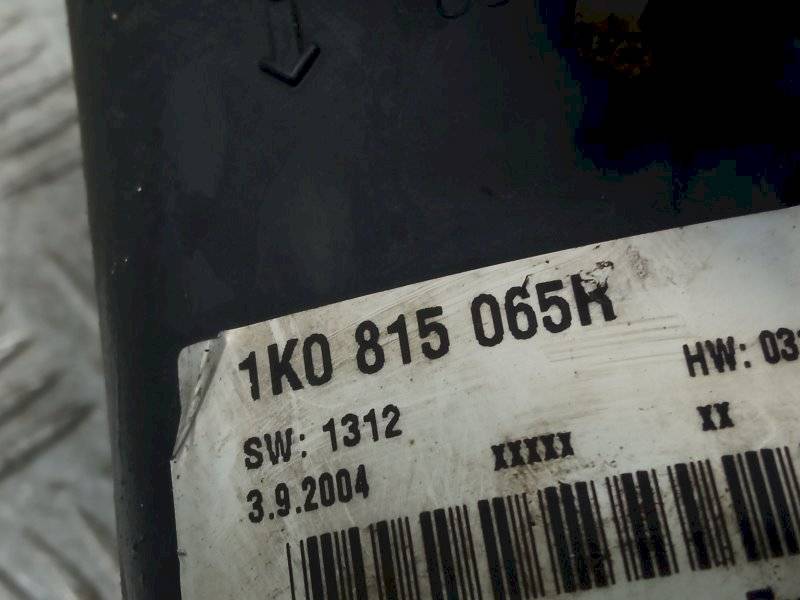 1K0 815 065R
HW: 03
SW: 1312
XXXXX
XX
3.9.2004